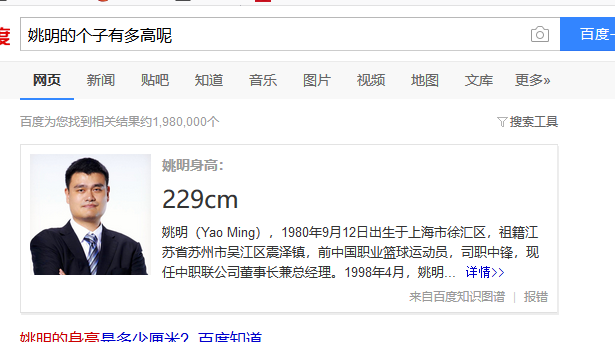 度
姚明的个子有多高呢
百度一
网页 新闻 贴吧 知道 音乐 图片 视频 地图 文库 更多»
百度为您找到相关结果约1,980,000个
搜索工具
姚明身高:
229cm
姚明（Yao Ming），1980年9月12日出生于上海市徐汇区，祖籍江
苏省苏州市吴江区震泽镇，前中国职业篮球运动员，司职中锋，现
任中职联公司董事长兼总经理。1998年4月，姚明... 详情>>
来自百度知识图谱 | 报错
姚明的身高是多少厘米?_百度知道